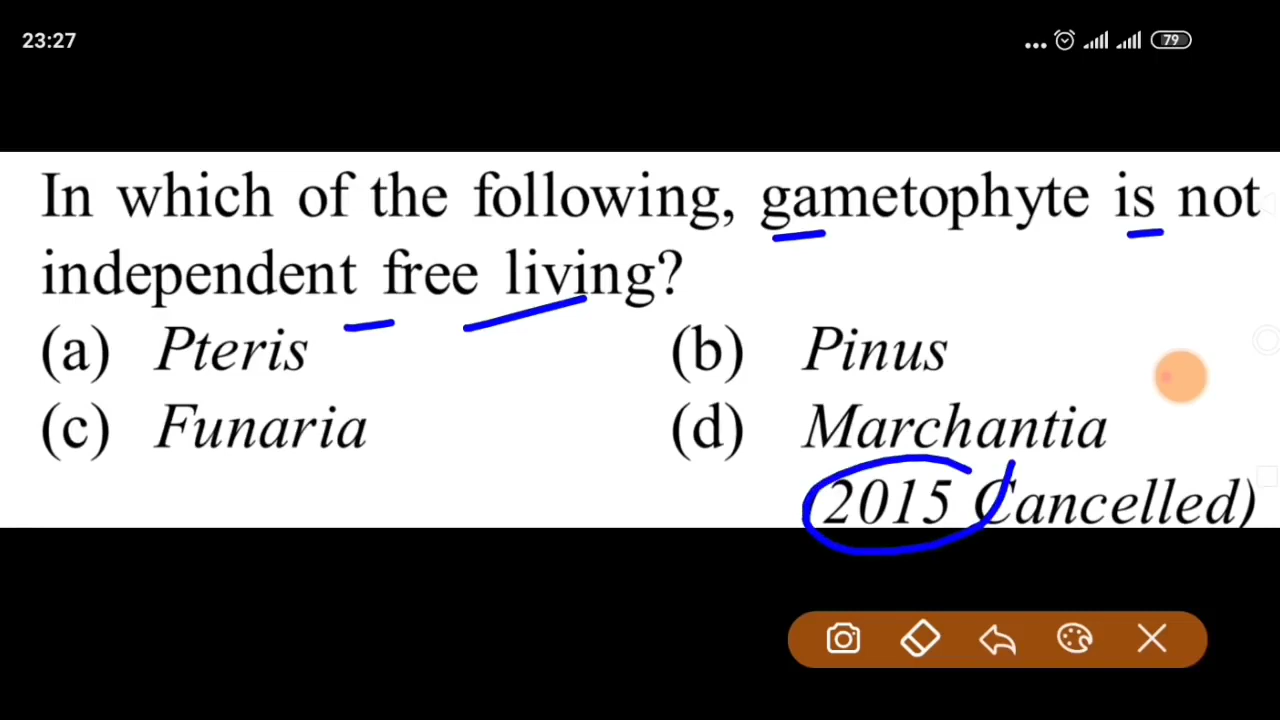 23:27
79
In which of the following, gametophyte is not
independent free living?
(a) Pteris (b) Pinus
(c) Funaria (d) Marchantia
2015 Cancelled)